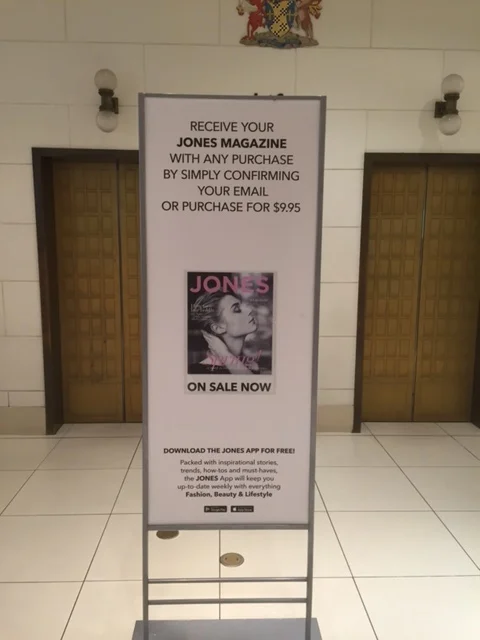 RECEIVE YOUR
JONES MAGAZINE
WITH ANY PURCHASE
BY SIMPLY CONFIRMING
YOUR EMAIL
OR PURCHASE FOR $9.95
JONES
ON SALE NOW
DOWNLOAD THE JONES APP FOR FREE!
Packed with inspirational stories,
trends, how-tos and must-haves,
the JONES App will keep you
up-to-date weekly with everything
Fashion, Beauty & Lifestyle